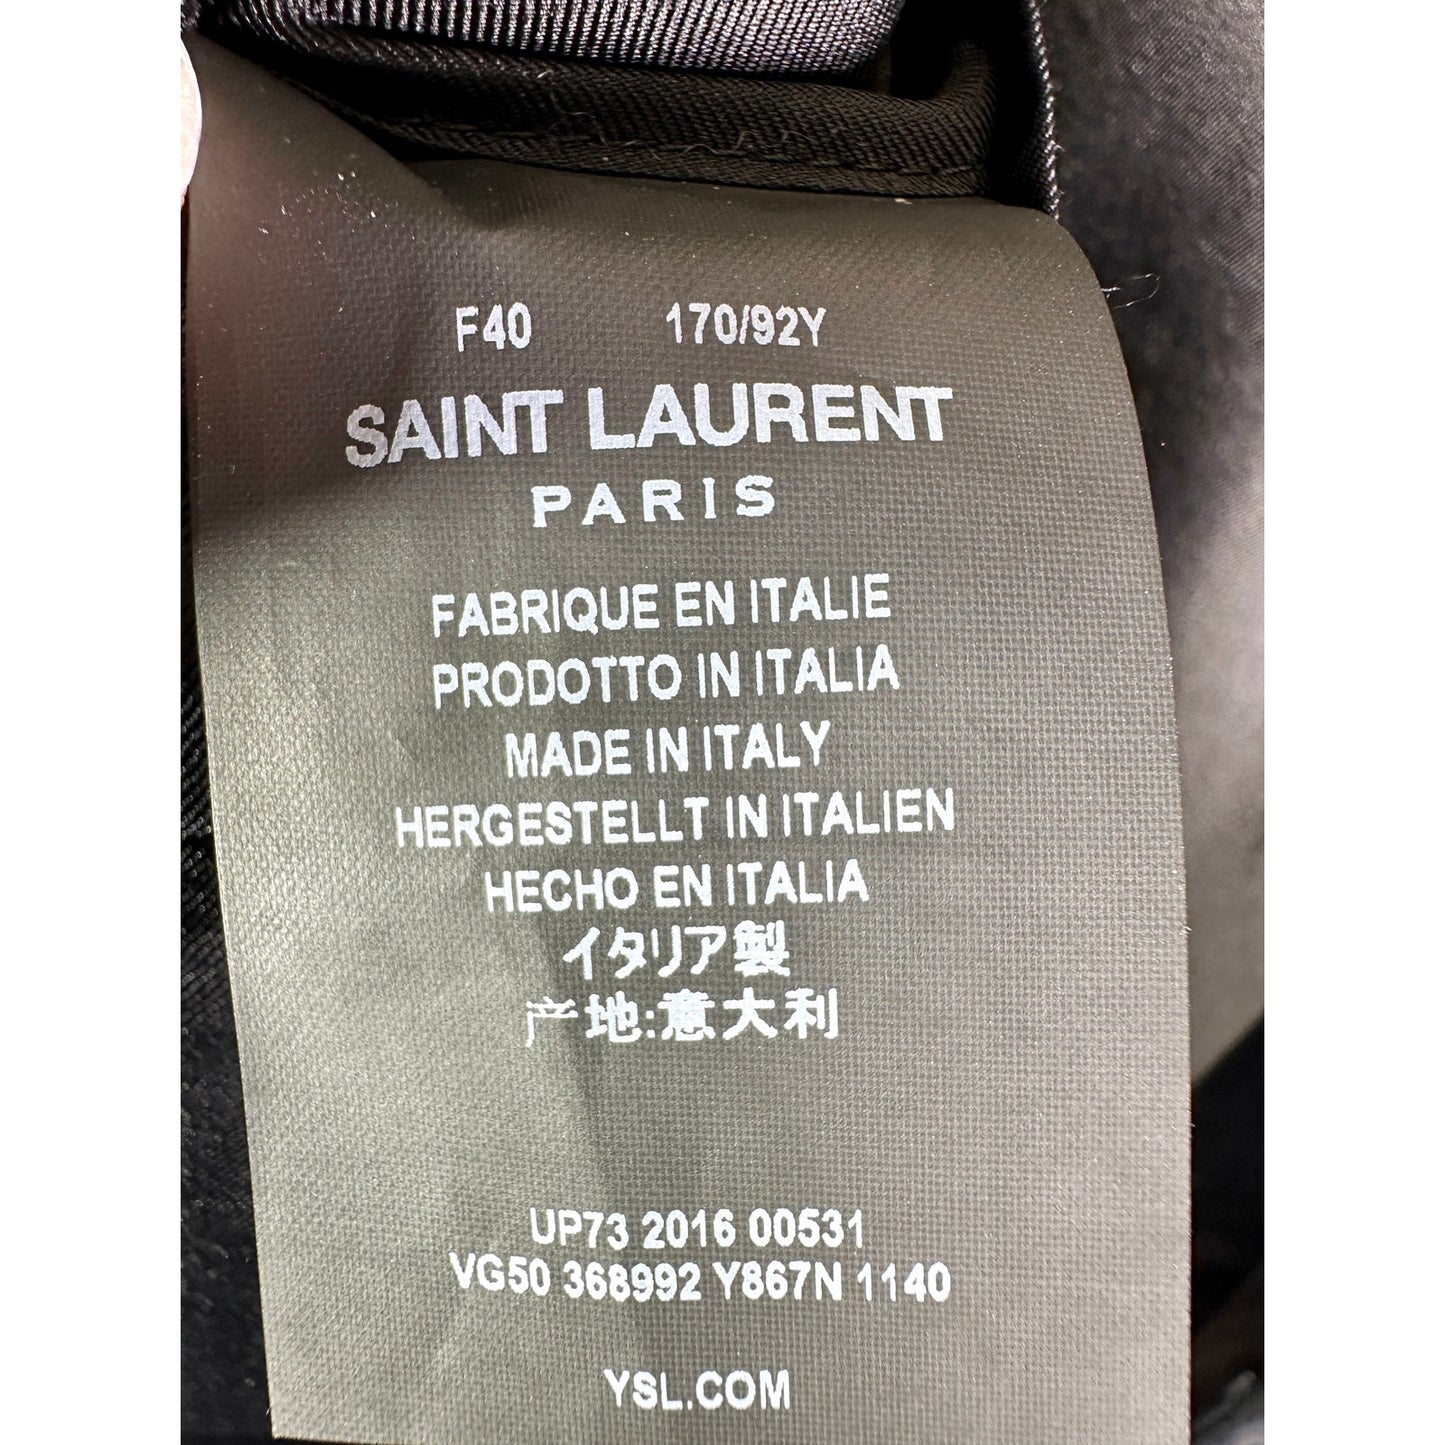 F40 170/92Y
SAINT LAURENT
PARIS
FABRIQUE EN ITALIE
PRODOTTO IN ITALIA
MADE IN ITALY
HERGESTELLT IN ITALIEN
HECHO EN ITALIA
イタリア製
产地:意大利
UP73 2016 00531
VG50 368992 Y867N 1140
YSL.COM